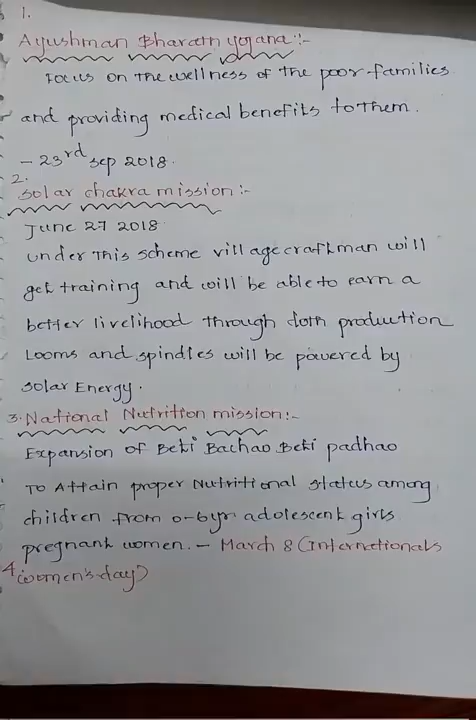 1.
Ayushman Bharath yojana :-
Focus on the wellness of the poor families
and providing medical benefits to them.
- 23rd Sep 2018.
2.
Solar chakra mission :-
June 27 2018
Under This scheme village craftman will
get training and will be able to earn a
better livelihood through cloth production
Looms and spindles will be powered by
Solar Energy.
3. National Nutrition mission :-
Expansion of Beti Bachao Beti padhao
To Attain proper Nutritional status among
children from 0-6yr adolescent girls
pregnant women. - March 8 (Internationals
4 women's day)